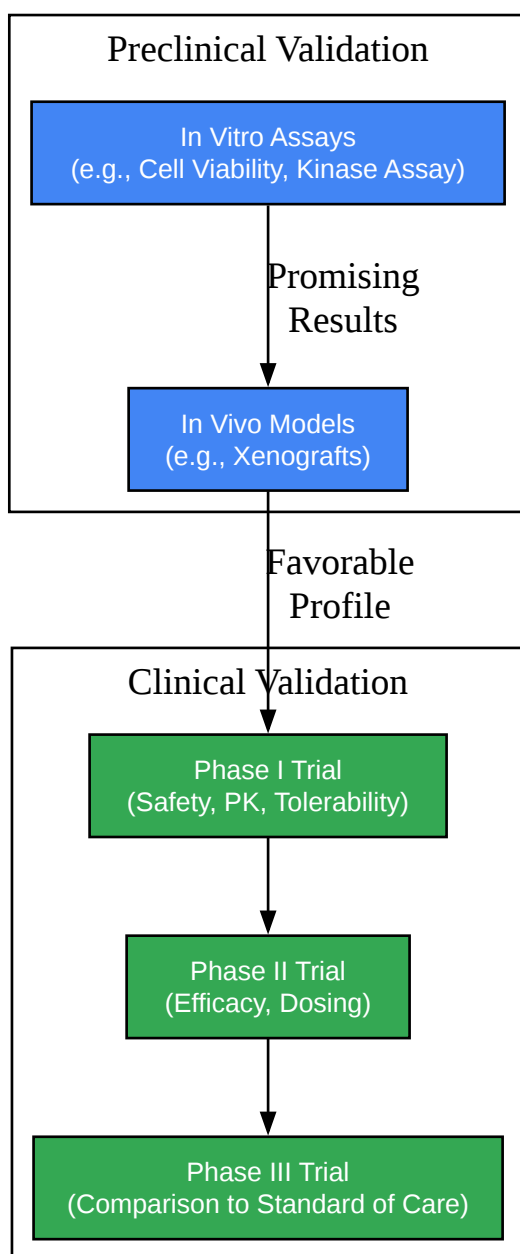 Preclinical Validation
In Vitro Assays
(e.g., Cell Viability, Kinase Assay)
Promising
Results
In Vivo Models
(e.g., Xenografts)
Favorable
Profile
Clinical Validation
Phase I Trial
(Safety, PK, Tolerability)
Phase II Trial
(Efficacy, Dosing)
Phase III Trial
(Comparison to Standard of Care)